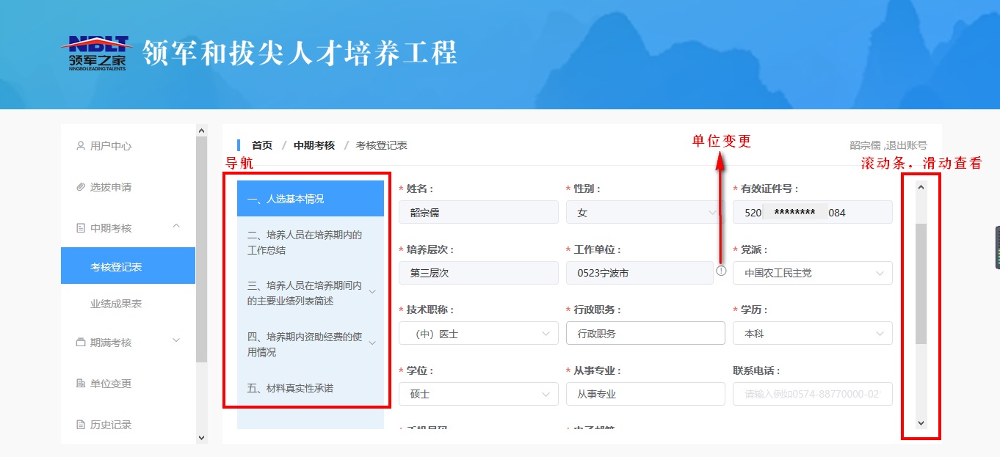 NBLT
领军之家
NINGBO LEADING TALENTS
领军和拔尖人才培养工程
用户中心
选拔申请
中期考核
考核登记表
业绩成果表
期满考核
单位变更
历史记录
首页 / 中期考核 / 考核登记表
单位变更
韶宗儒 ,退出账号
导航
滚动条．滑动查看
一、人选基本情况
二、培养人员在培养期内的
工作总结
三、培养人员在培养期间内
的主要业绩列表简述
四、培养期内资助经费的使
用情况
五、材料真实性承诺
* 姓名 :
* 性别 :
* 有效证件号 :
韶宗儒
女
520 ******** 084
* 培养层次 :
* 工作单位 :
* 党派 :
第三层次
0523宁波市
中国农工民主党
* 技术职称 :
* 行政职务 :
* 学历 :
（中）医士
行政职务
本科
* 学位 :
* 从事专业 :
联系电话 :
硕士
从事专业
请输入例如0574-88770000-02